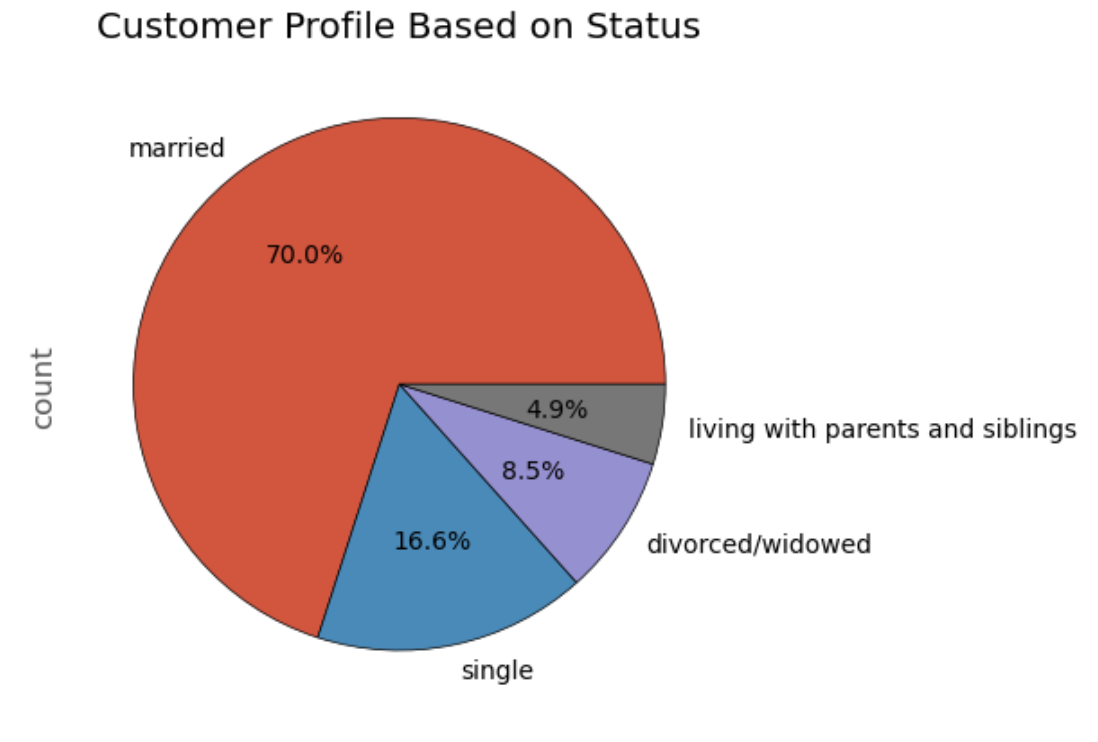 Customer Profile Based on Status
married
70.0%
count
4.9%
living with parents and siblings
8.5%
16.6%
divorced/widowed
single